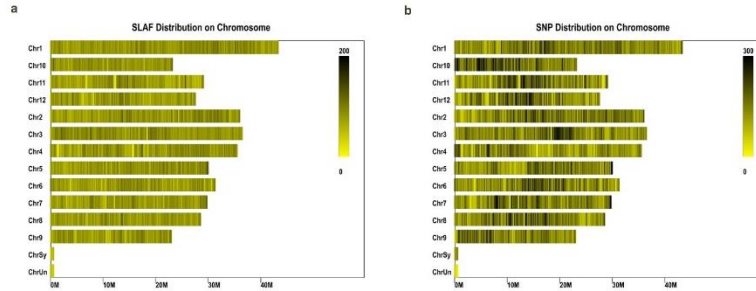 a
SLAF Distribution on Chromosome
Chr1
Chr10
Chr11
Chr12
Chr2
Chr3
Chr4
Chr5
Chr6
Chr7
Chr8
Chr9
ChrSy
ChrUn
0M
10M
20M
30M
40M
200
0
b
SNP Distribution on Chromosome
Chr1
Chr10
Chr11
Chr12
Chr2
Chr3
Chr4
Chr5
Chr6
Chr7
Chr8
Chr9
ChrSy
ChrUn
0M
10M
20M
30M
40M
300
0